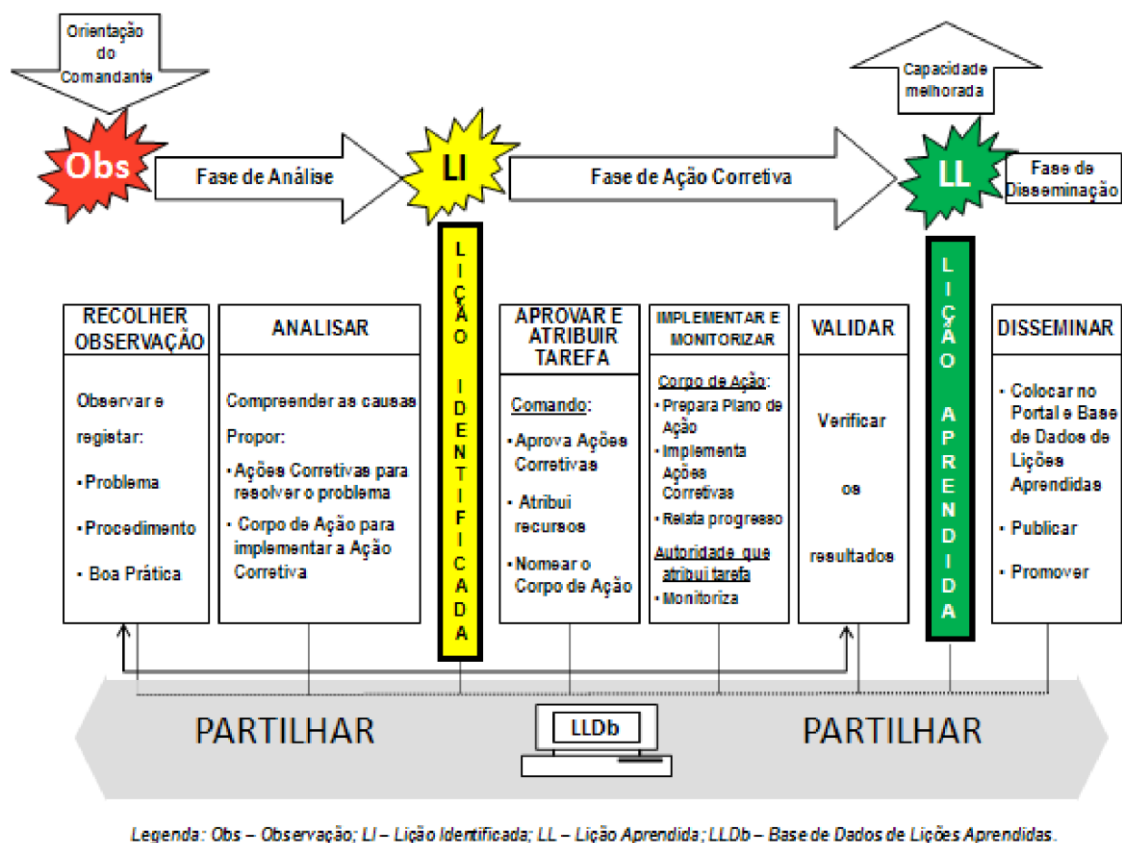 Orientação
do
Comandante
Capacidade
melhorada
Obs
Fase de Análise
LI
Fase de Ação Corretiva
LL
Fase de
Disseminação
RECOLHER
OBSERVAÇÃO
Observar e
registar:
•Problema
•Procedimento
• Boa Prática
ANALISAR
Compreender as causas
Propor:
•Ações Corretivas para
resolver o problema
• Corpo de Ação para
implementar a Ação
Corretiva
LIÇÃO IDENTIFICADA
APROVAR E
ATRIBUIR
TAREFA
Comando:
•Aprova Ações
Corretivas
• Atribui
recursos
•Nomear o
Corpo de Ação
IMPLEMENTAR E
MONITORIZAR
Corpo de Ação:
•Prepara Plano de
Ação
•Implementa
Ações
Corretivas
•Relata progresso
Autoridade que
atribui tarefa
•Monitoriza
VALIDAR
Verificar
os
resultados
LIÇÃO APRENDIDA
DISSEMINAR
• Colocar no
Portal e Base
de Dados de
Lições
Aprendidas
• Publicar
• Promover
PARTILHAR
LLDb
PARTILHAR
Legenda: Obs – Observação; LI – Lição Identificada; LL – Lição Aprendida; LLDb – Base de Dados de Lições Aprendidas.